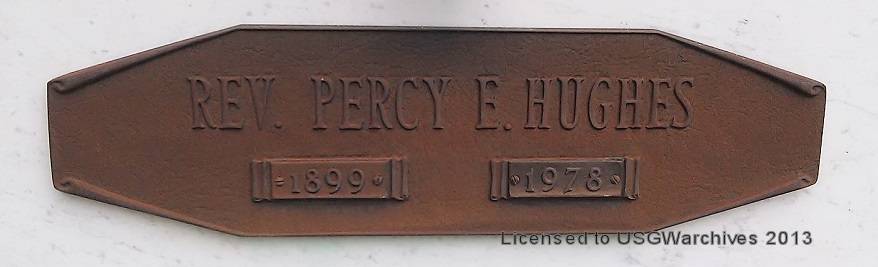 REV. PERCY E. HUGHES
1899 1978
Licensed to USGWarchives 2013